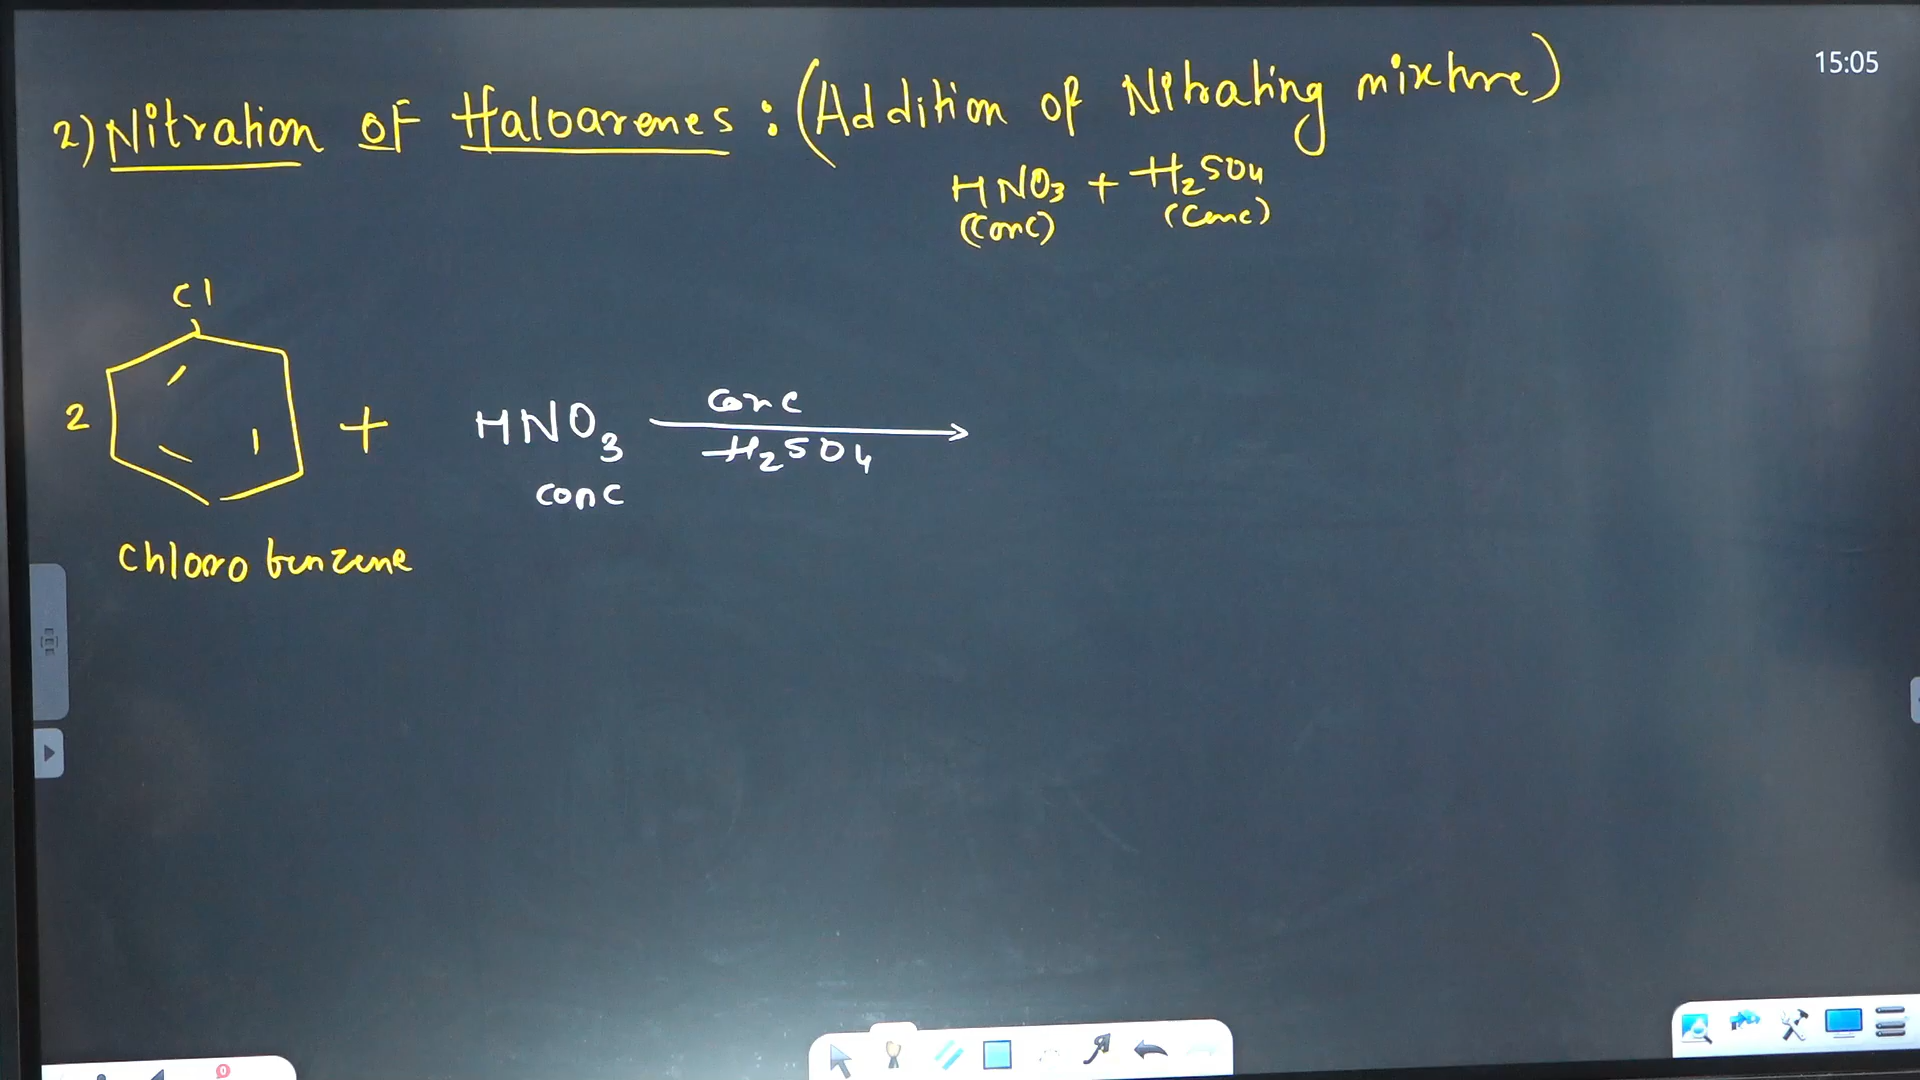 15:05
2) Nitration OF Haloarenes : (Addition of Nitrating mixture)
HNO3 + H2SO4
(Conc) (Conc)
Cl
2 + HNO3 conc H2SO4
conc
Chloro benzene
0